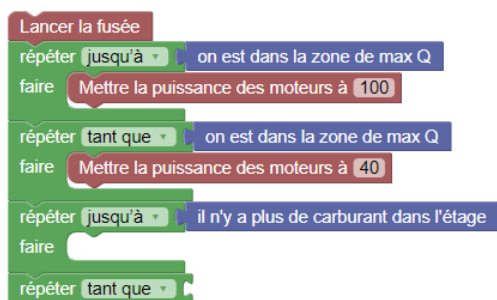 Lancer la fusée
répéter jusqu'à on est dans la zone de max Q
faire Mettre la puissance des moteurs à 100
répéter tant que on est dans la zone de max Q
faire Mettre la puissance des moteurs à 40
répéter jusqu'à il n'y a plus de carburant dans l'étage
faire
répéter tant que